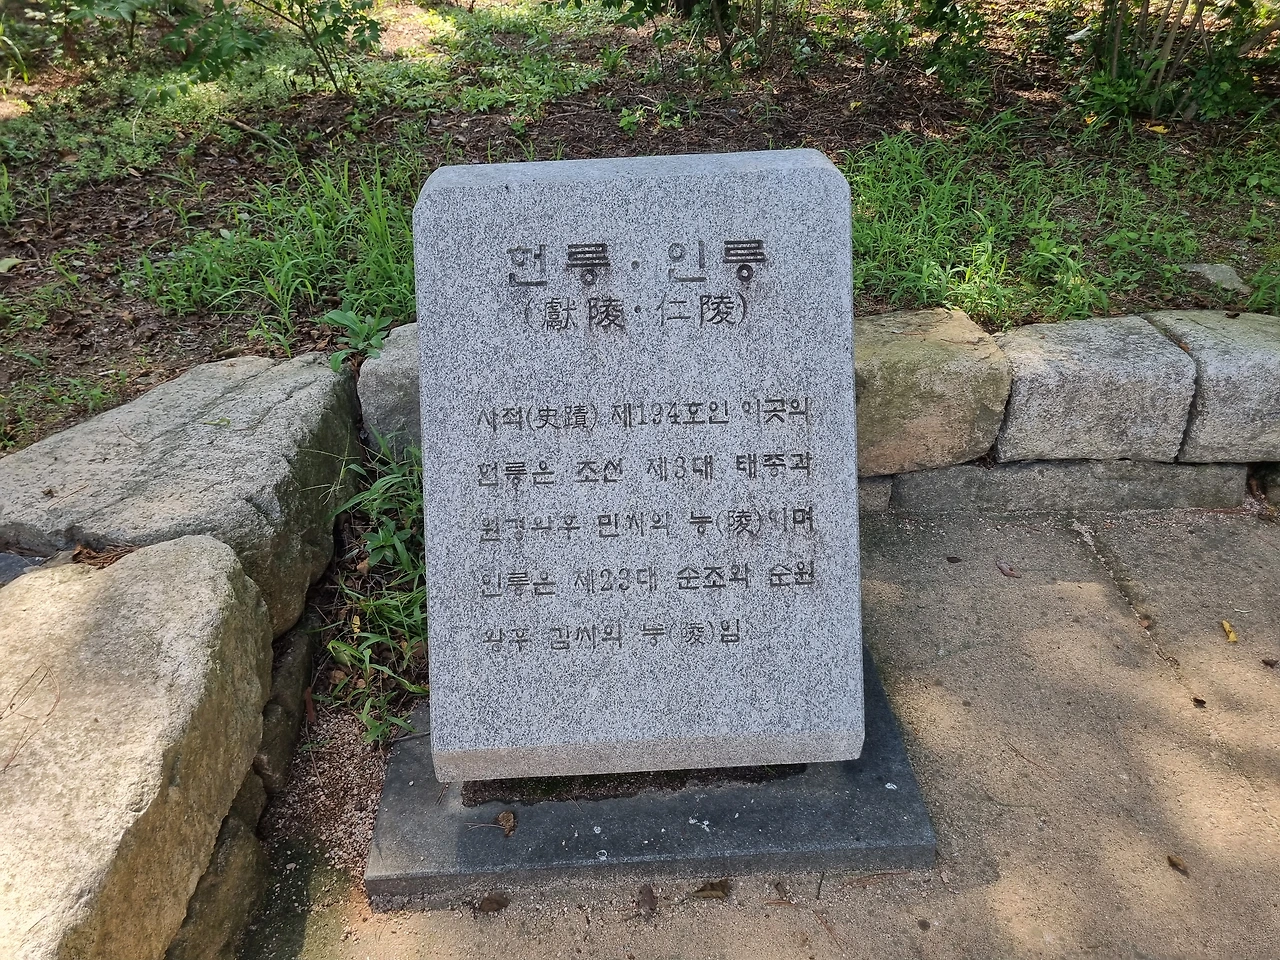 헌릉·인릉
(獻陵·仁陵)
사적(史蹟) 제194호인 이곳의
헌릉은 조선 제3대 태종과
원경왕후 민씨의 능(陵)이며
인릉은 제23대 순조와 순원
왕후 김씨의 능(陵)임